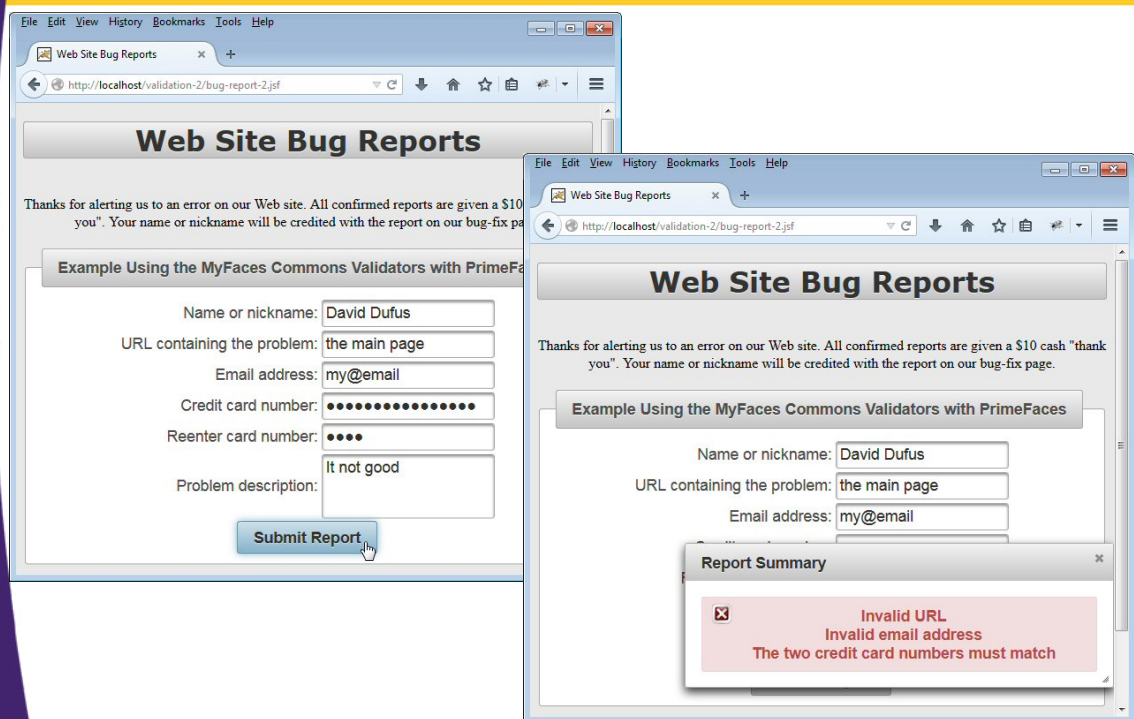 File Edit View History Bookmarks Tools Help
Web Site Bug Reports × +
http://localhost/validation-2/bug-report-2.jsf
Web Site Bug Reports
Thanks for alerting us to an error on our Web site. All confirmed reports are given a $10
you". Your name or nickname will be credited with the report on our bug-fix pa
Example Using the MyFaces Commons Validators with PrimeFa
Name or nickname: David Dufus
URL containing the problem: the main page
Email address: my@email
Credit card number: ●●●●●●●●●●●●●●●●
Reenter card number: ●●●●
Problem description: It not good
Submit Report
File Edit View History Bookmarks Tools Help
Web Site Bug Reports × +
http://localhost/validation-2/bug-report-2.jsf
Web Site Bug Reports
Thanks for alerting us to an error on our Web site. All confirmed reports are given a $10 cash "thank
you". Your name or nickname will be credited with the report on our bug-fix page.
Example Using the MyFaces Commons Validators with PrimeFaces
Name or nickname: David Dufus
URL containing the problem: the main page
Email address: my@email
Report Summary ×
Invalid URL
Invalid email address
The two credit card numbers must match